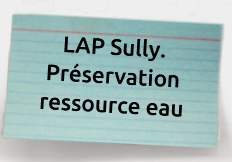 LAP Sully.
Préservation
ressource eau